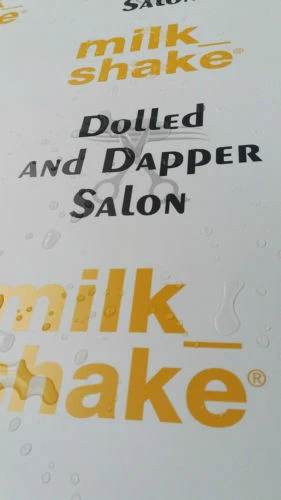 SALON
milk_
shake®
Dolled
AND DAPPER
SALON
milk_
shake®